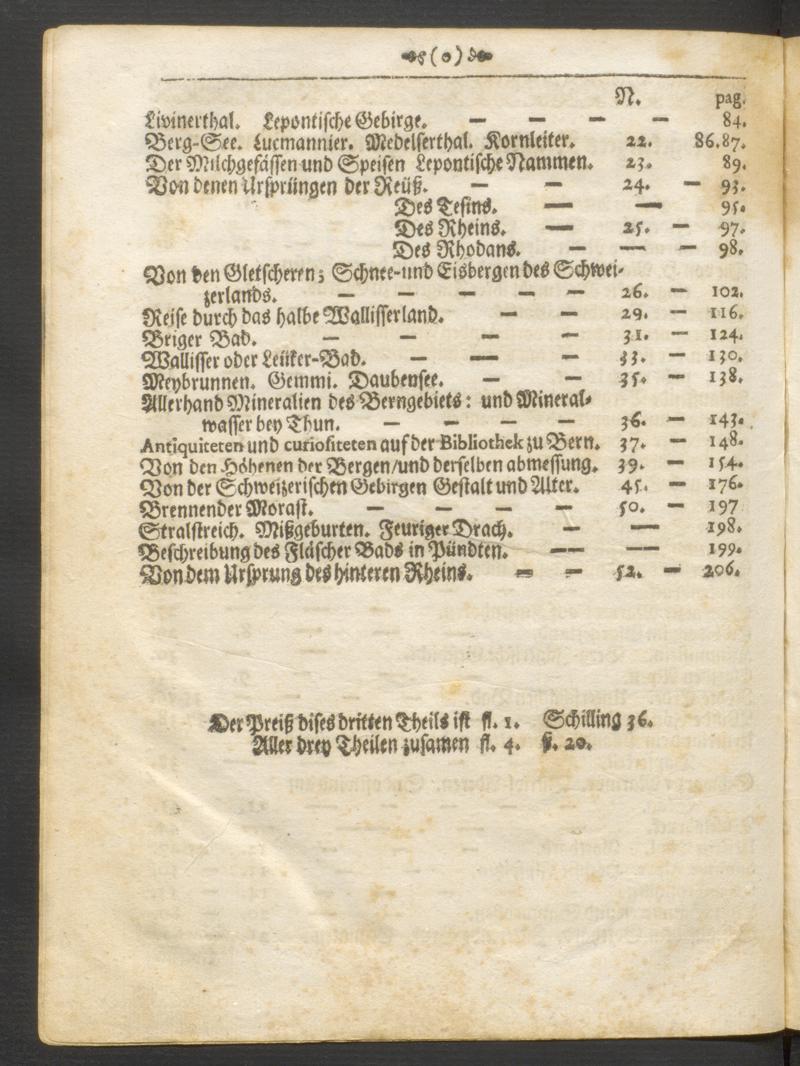 (o)
N. pag.
Livinerthal. Lepontische Gebirge. — — — — 84.
Berg-See. Lucmannier. Medelserthal. Kornleiter. 22. 86.87.
Der Milchgefässen und Speisen Lepontische Nammen. 23. 89.
Von denen Ursprüngen der Reüß. — — 24. — 93.
Des Tesins. — — 95.
Des Rheins. — 25. — 97.
Des Rhodans. — — — 98.
Von den Gletscheren; Schnee-und Eisbergen des Schwei-
zerlands. — — — — — 26. — 102.
Reise durch das halbe Wallisserland. — — 29. — 116.
Briger Bad. — — — — 31. — 124.
Wallisser oder Leüker-Bad. — — — 33. — 130.
Meybrunnen. Gemmi. Daubensee. — — 35. — 138.
Allerhand Mineralien des Berngebiets: und Mineral-
wasser bey Thun. — — — — 36. — 143.
Antiquiteten und curiositeten auf der Bibliothek zu Bern. 37. — 148.
Von den Höhenen der Bergen/und derselben abmessung. 39. — 154.
Von der Schweizerischen Gebirgen Gestalt und Alter. 45. — 176.
Brennender Morast. — — — — 50. — 197
Stralstreich. Mißgeburten. Feuriger Drach. — — 198.
Beschreibung des Fläscher Bads in Pündten. — — 199.
Von dem Ursprung des hinteren Rheins. — — 52. — 206.
Der Preiß dises dritten Theils ist fl. 1. Schilling 36.
Aller drey Theilen zusamen fl. 4. ß. 20.